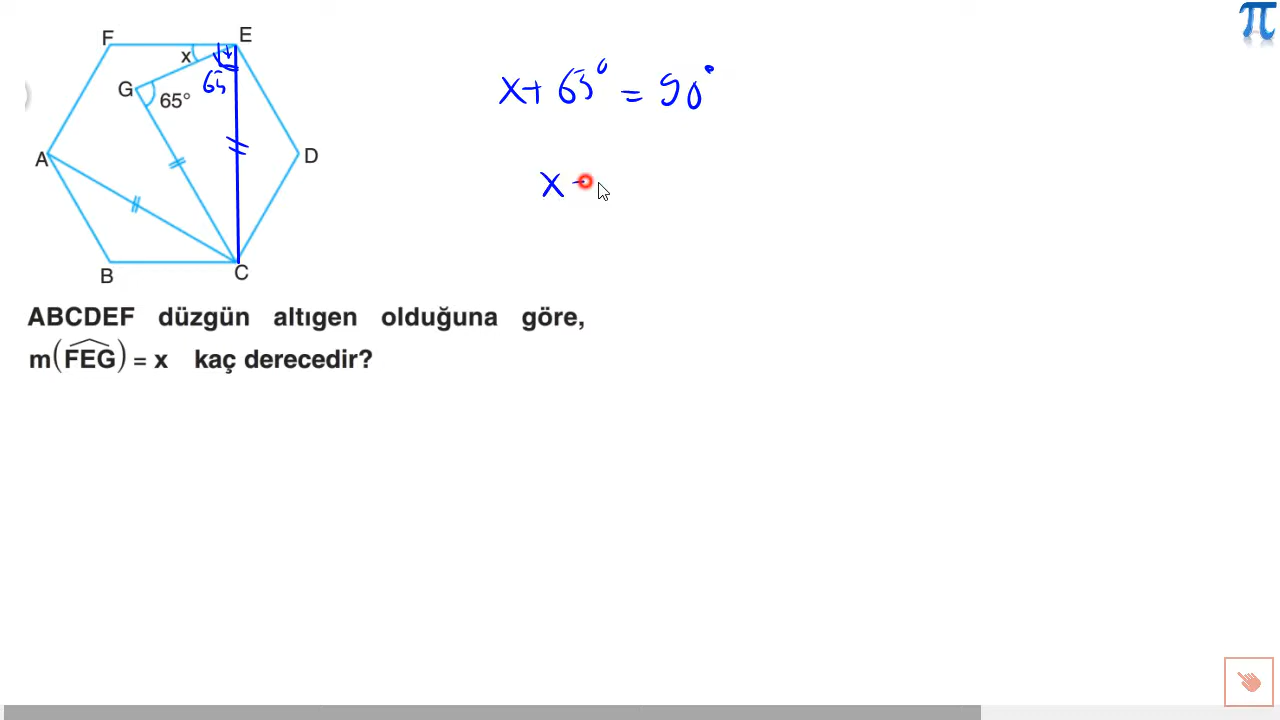 F
E
x
G
65
65°
A
D
B
C
x + 65° = 90°
x =
π
ABCDEF düzgün altıgen olduğuna göre,
m(FEG) = x kaç derecedir?